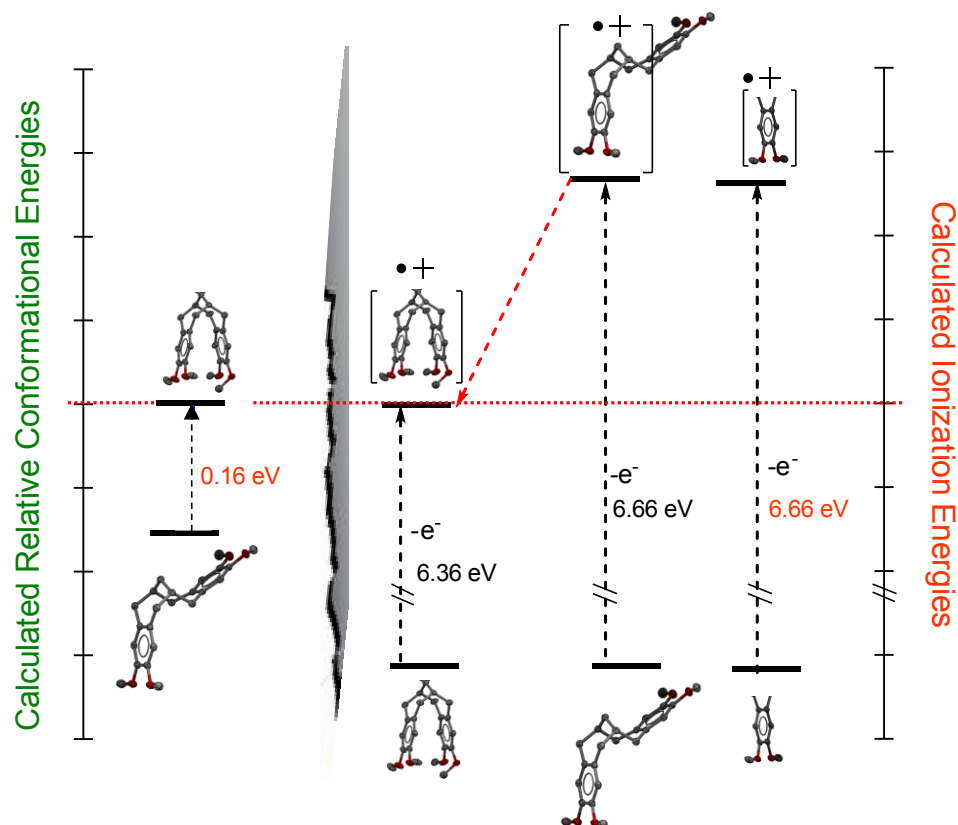 Calculated Relative Conformational Energies
0.16 eV
•+
-e-
6.36 eV
•+
-e-
6.66 eV
•+
-e-
6.66 eV
Calculated Ionization Energies